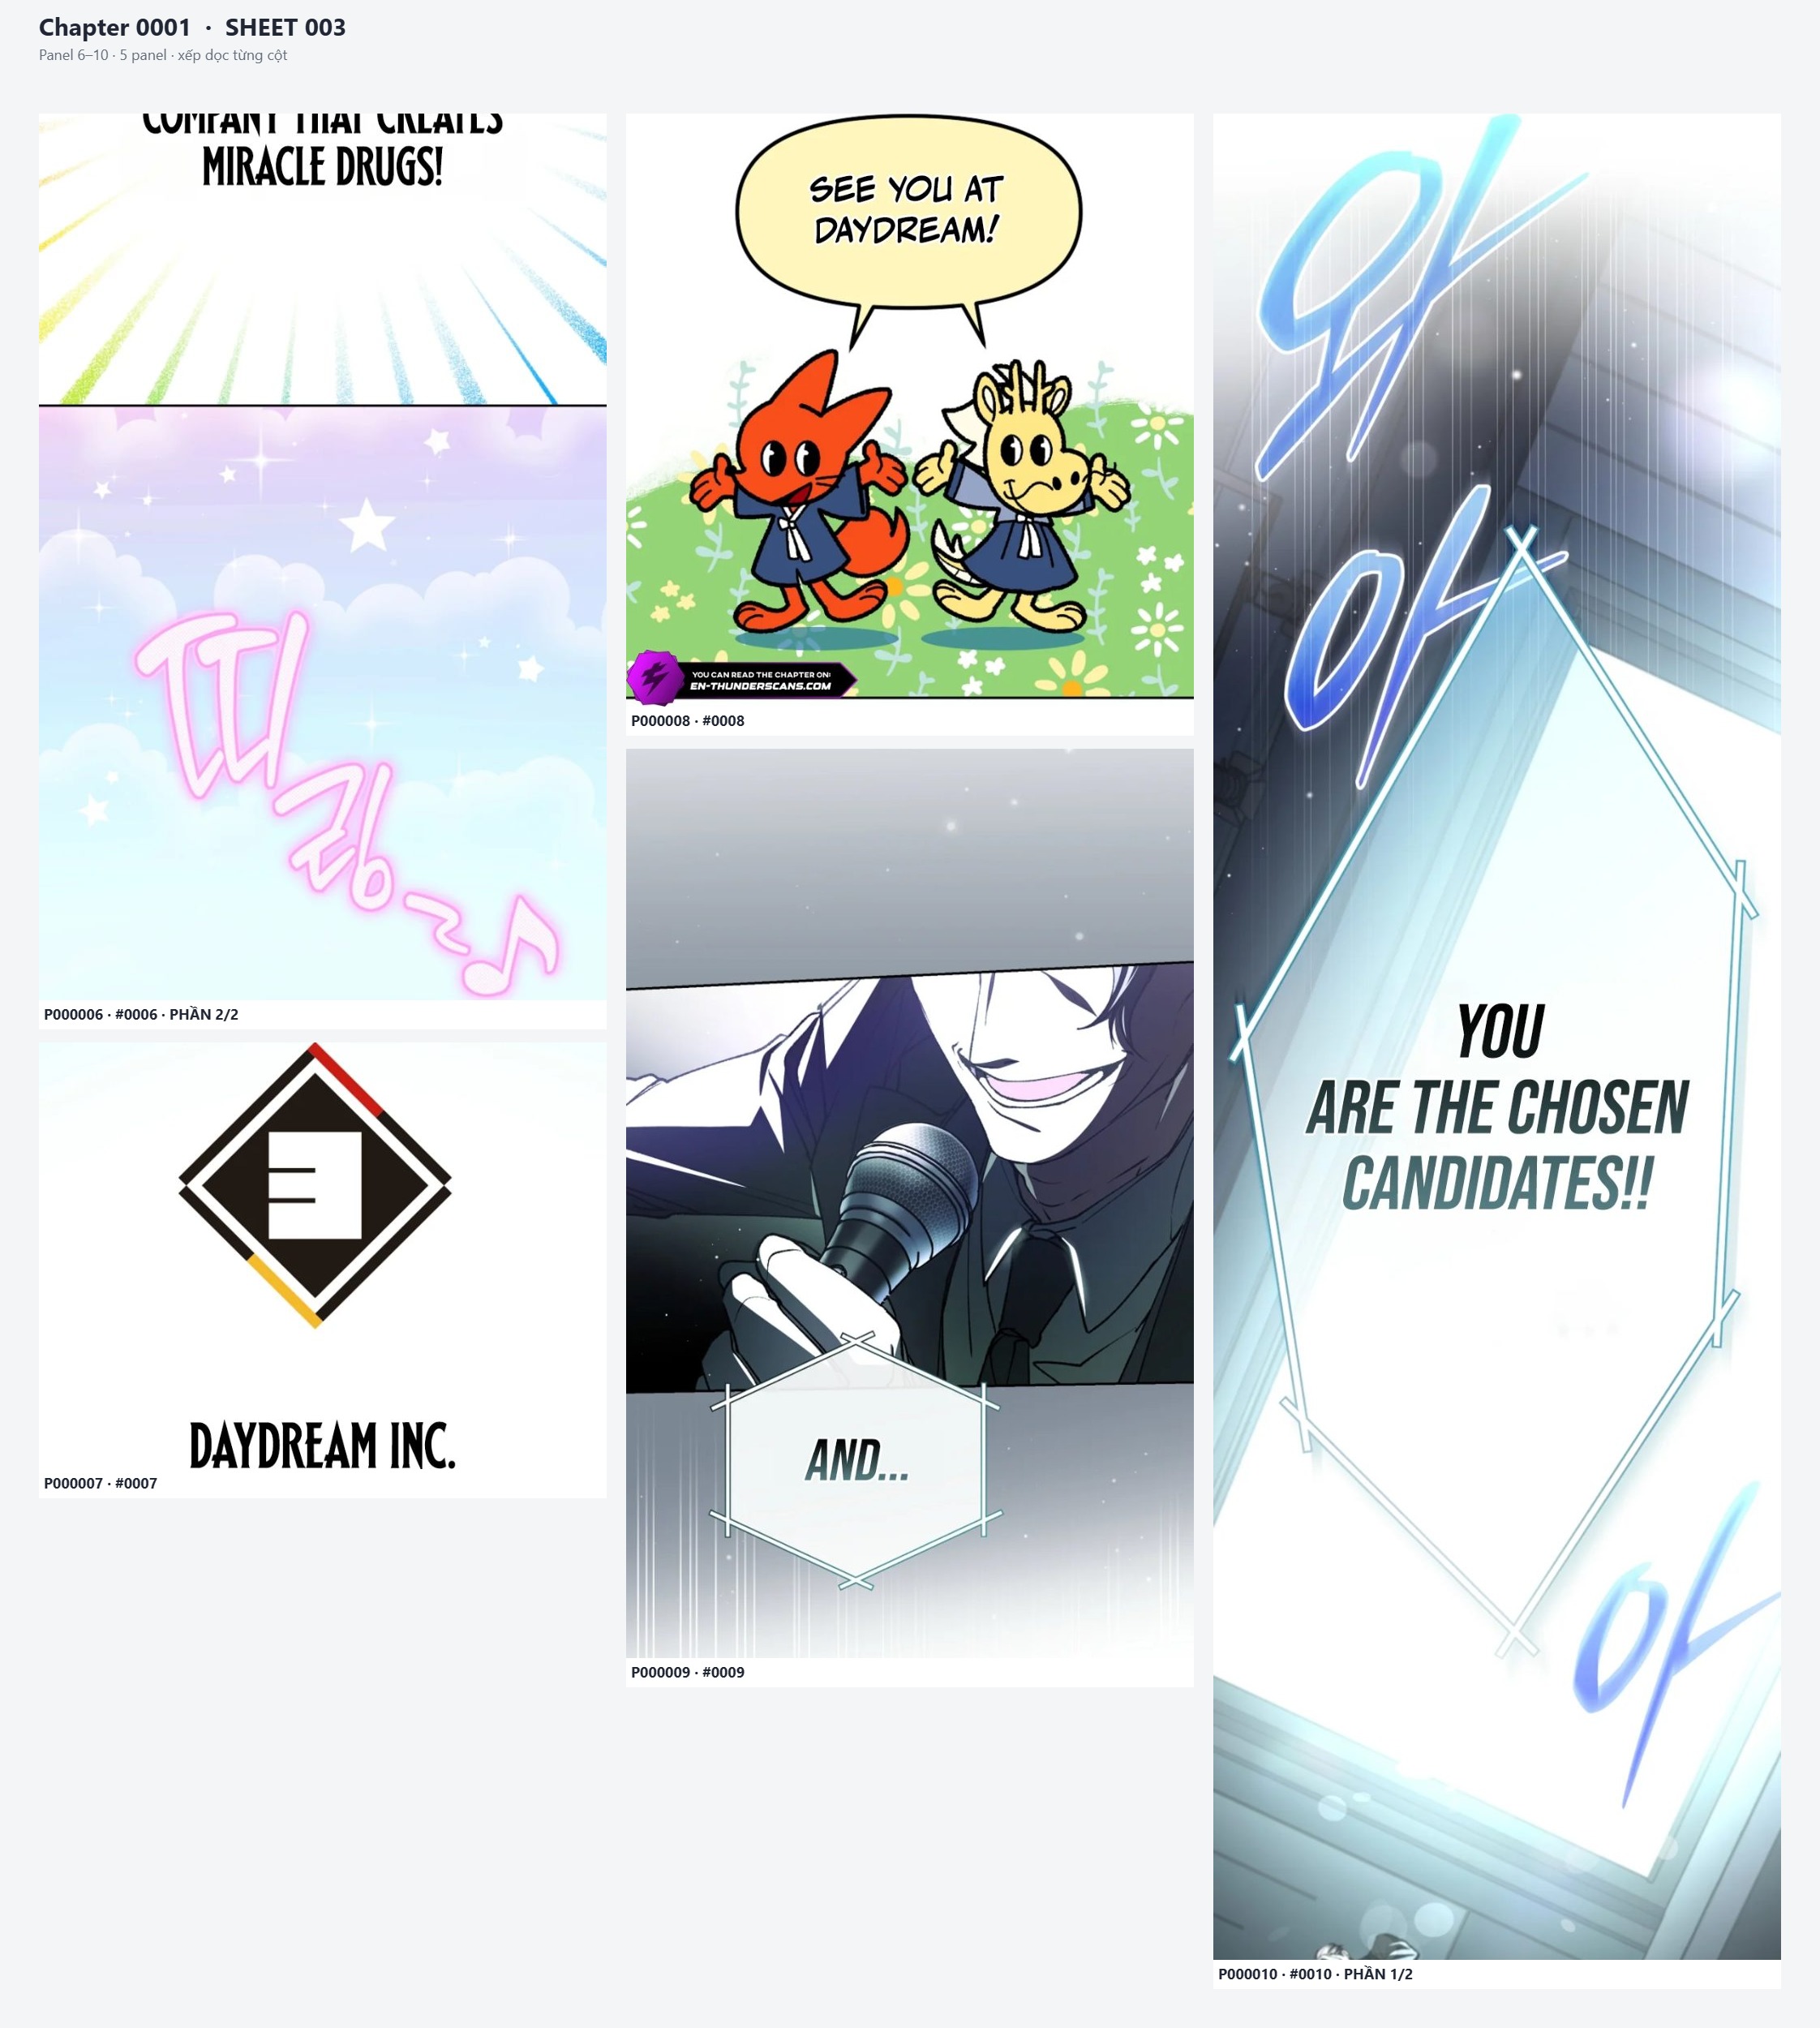 Chapter 0001 · SHEET 003
Panel 6–10 · 5 panel · xếp dọc từng cột
COMPANY THAT CREATES
MIRACLE DRUGS!
띠
링~♪
P000006 · #0006 · PHẦN 2/2
DAYDREAM INC.
P000007 · #0007
SEE YOU AT
DAYDREAM!
YOU CAN READ THE CHAPTER ON:
EN-THUNDERSCANS.COM
P000008 · #0008
AND...
P000009 · #0009
와
아
YOU
ARE THE CHOSEN
CANDIDATES!!
아
P000010 · #0010 · PHẦN 1/2